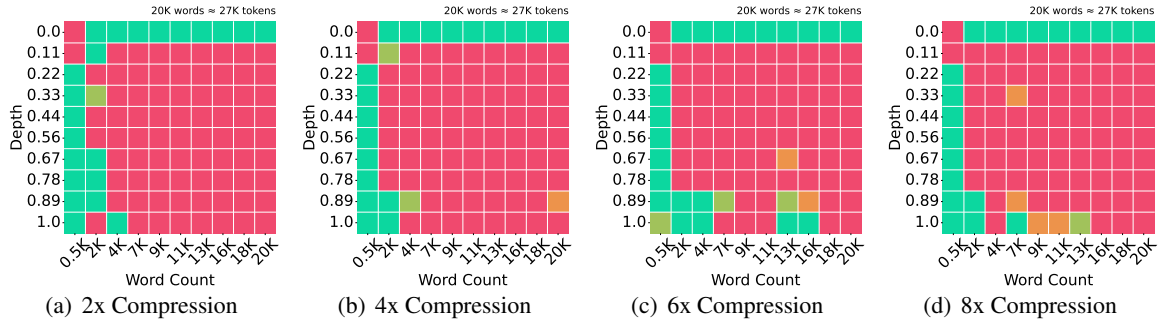 20K words ≈ 27K tokens
0.0
0.11
0.22
0.33
0.44
0.56
0.67
0.78
0.89
1.0
Depth
0.5K 2K 4K 7K 9K 11K 13K 16K 18K 20K
Word Count
(a) 2x Compression
20K words ≈ 27K tokens
0.0
0.11
0.22
0.33
0.44
0.56
0.67
0.78
0.89
1.0
Depth
0.5K 2K 4K 7K 9K 11K 13K 16K 18K 20K
Word Count
(b) 4x Compression
20K words ≈ 27K tokens
0.0
0.11
0.22
0.33
0.44
0.56
0.67
0.78
0.89
1.0
Depth
0.5K 2K 4K 7K 9K 11K 13K 16K 18K 20K
Word Count
(c) 6x Compression
20K words ≈ 27K tokens
0.0
0.11
0.22
0.33
0.44
0.56
0.67
0.78
0.89
1.0
Depth
0.5K 2K 4K 7K 9K 11K 13K 16K 18K 20K
Word Count
(d) 8x Compression